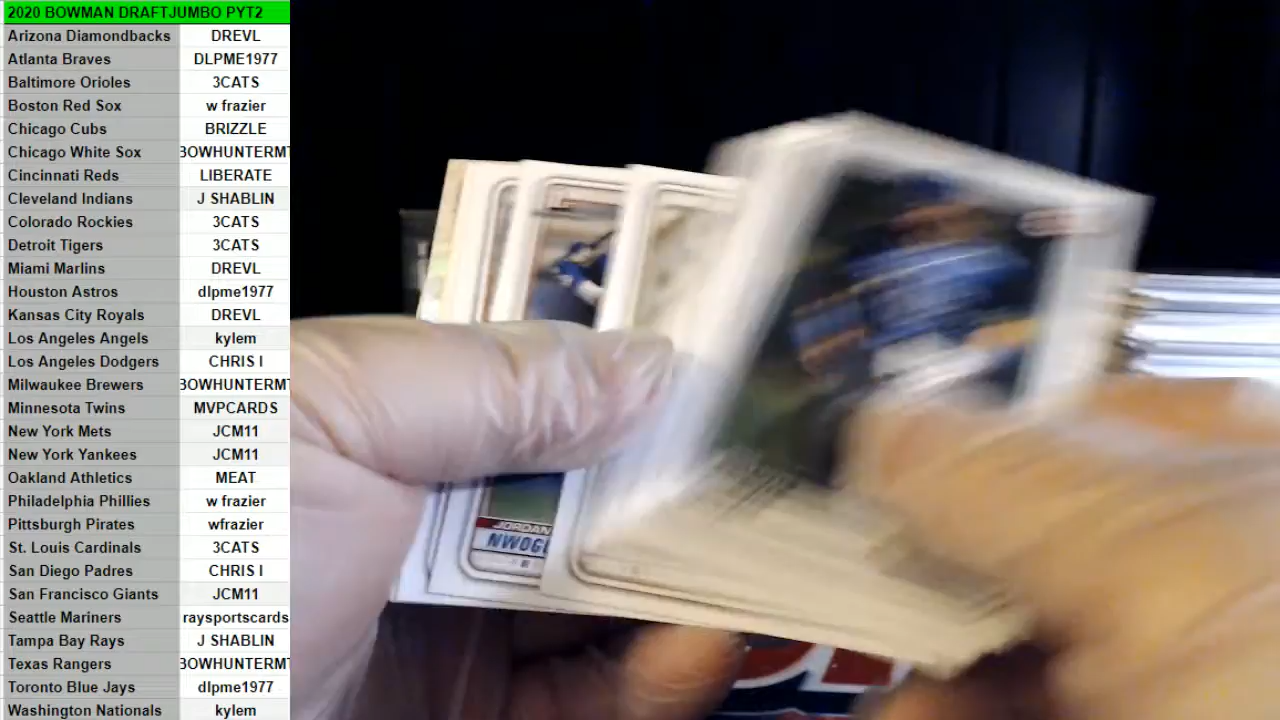 2020 BOWMAN DRAFTJUMBO PYT2
Arizona Diamondbacks DREVL
Atlanta Braves DLPME1977
Baltimore Orioles 3CATS
Boston Red Sox w frazier
Chicago Cubs BRIZZLE
Chicago White Sox BOWHUNTERMT
Cincinnati Reds LIBERATE
Cleveland Indians J SHABLIN
Colorado Rockies 3CATS
Detroit Tigers 3CATS
Miami Marlins DREVL
Houston Astros dlpme1977
Kansas City Royals DREVL
Los Angeles Angels kylem
Los Angeles Dodgers CHRIS I
Milwaukee Brewers BOWHUNTERMT
Minnesota Twins MVPCARDS
New York Mets JCM11
New York Yankees JCM11
Oakland Athletics MEAT
Philadelphia Phillies w frazier
Pittsburgh Pirates wfrazier
St. Louis Cardinals 3CATS
San Diego Padres CHRIS I
San Francisco Giants JCM11
Seattle Mariners raysportscards
Tampa Bay Rays J SHABLIN
Texas Rangers BOWHUNTERMT
Toronto Blue Jays dlpme1977
Washington Nationals kylem
JORDAN
NWOG